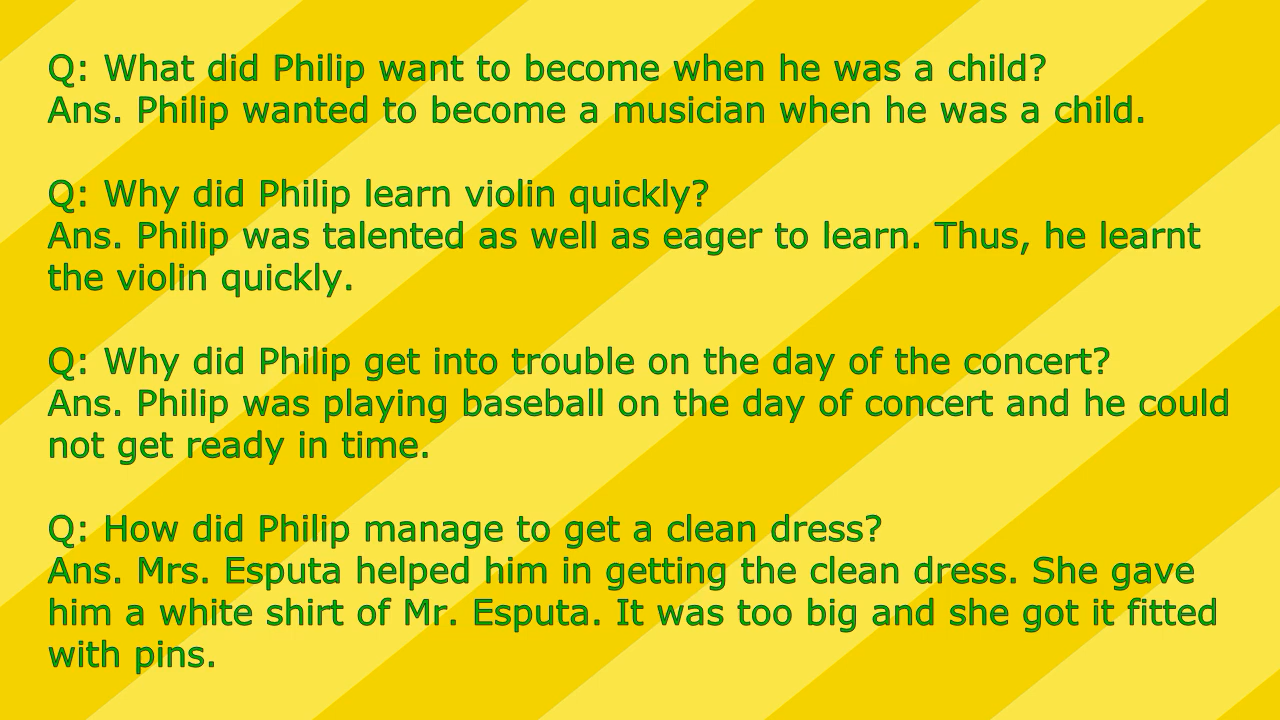 Q: What did Philip want to become when he was a child?
Ans. Philip wanted to become a musician when he was a child.
Q: Why did Philip learn violin quickly?
Ans. Philip was talented as well as eager to learn. Thus, he learnt
the violin quickly.
Q: Why did Philip get into trouble on the day of the concert?
Ans. Philip was playing baseball on the day of concert and he could
not get ready in time.
Q: How did Philip manage to get a clean dress?
Ans. Mrs. Esputa helped him in getting the clean dress. She gave
him a white shirt of Mr. Esputa. It was too big and she got it fitted
with pins.